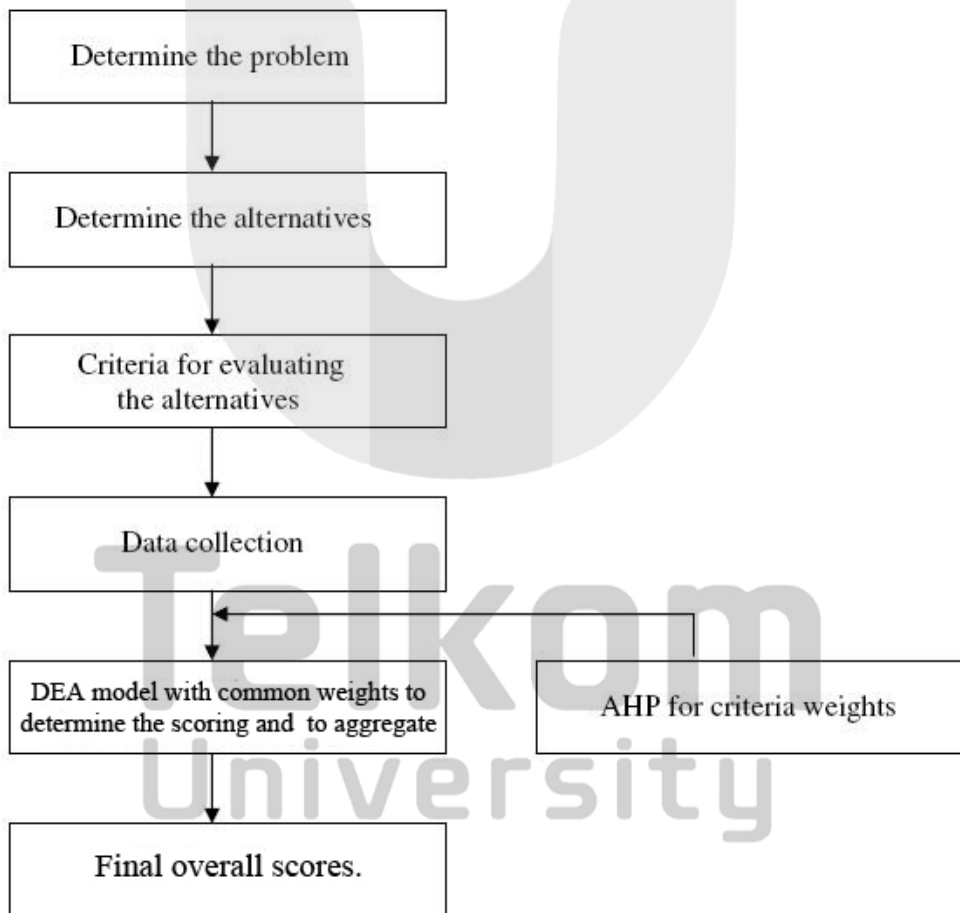 Determine the problem
Determine the alternatives
Criteria for evaluating
the alternatives
Data collection
DEA model with common weights to
determine the scoring and to aggregate
AHP for criteria weights
Final overall scores.
Telkom
University